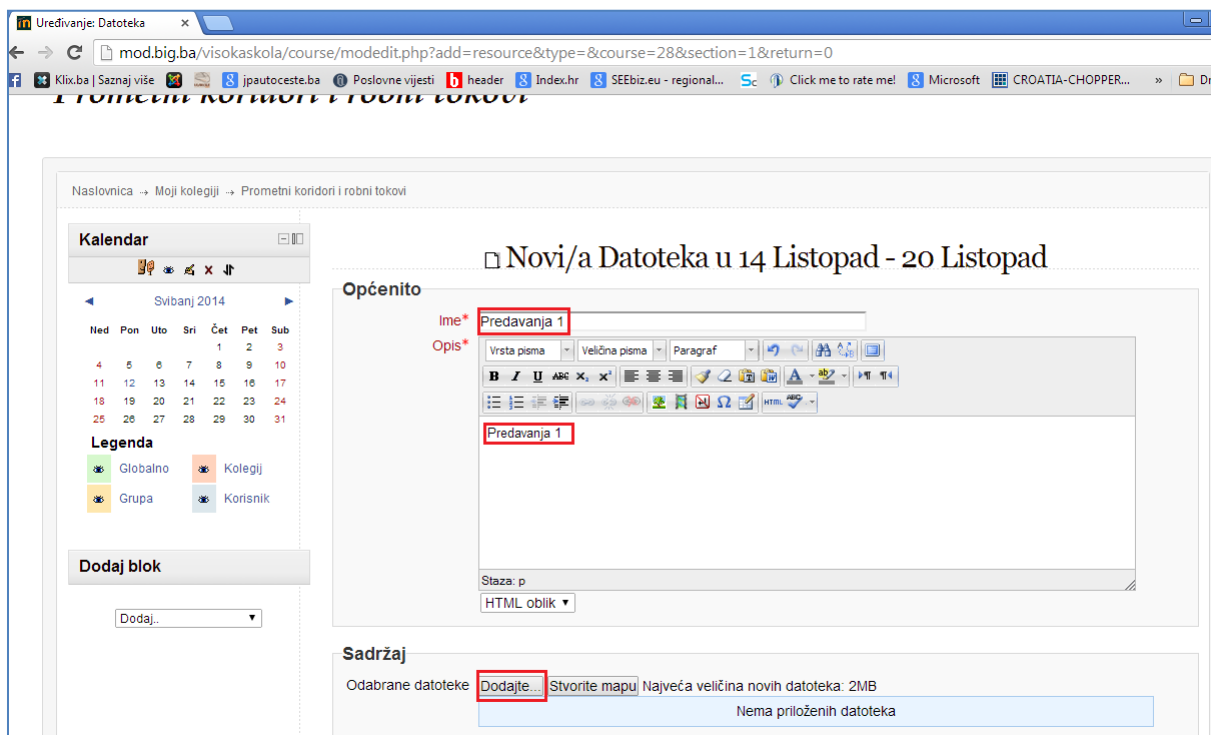 Uređivanje: Datoteka
mod.big.ba/visokaskola/course/modedit.php?add=resource&type=&course=28&section=1&return=0
Klix.ba | Saznaj više jpautoceste.ba Poslovne vijesti header Index.hr SEEbiz.eu - regional... Click me to rate me! Microsoft CROATIA-CHOPPER... » Dr
Prometni koridori i robni tokovi
Naslovnica Moji kolegiji Prometni koridori i robni tokovi
Kalendar
Svibanj 2014
Ned Pon Uto Sri Čet Pet Sub
1 2 3
4 5 6 7 8 9 10
11 12 13 14 15 16 17
18 19 20 21 22 23 24
25 26 27 28 29 30 31
Legenda
Globalno Kolegij
Grupa Korisnik
Dodaj blok
Dodaj..
Novi/a Datoteka u 14 Listopad - 20 Listopad
Općenito
Ime* Predavanja 1
Opis*
Vrsta pisma Veličina pisma Paragraf
B I U ABC X₂ X² A ab
Ω HTML ABC
Predavanja 1
Staza: p
HTML oblik
Sadržaj
Odabrane datoteke Dodajte... Stvorite mapu Najveća veličina novih datoteka: 2MB
Nema priloženih datoteka